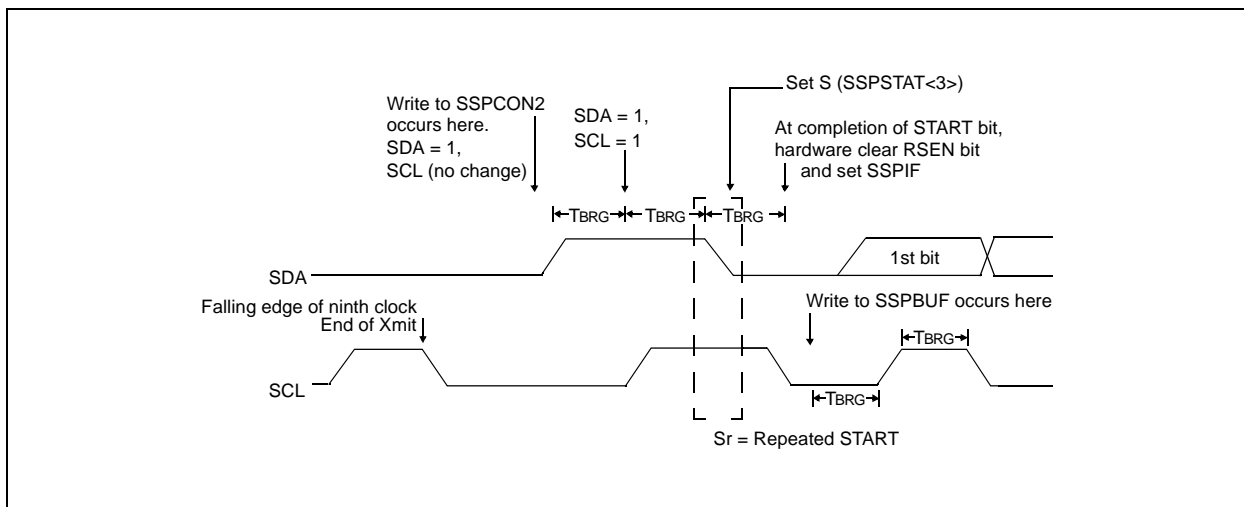 Set S (SSPSTAT<3>)
Write to SSPCON2
occurs here.
SDA = 1,
SCL (no change)
SDA = 1,
SCL = 1
At completion of START bit,
hardware clear RSEN bit
and set SSPIF
TBRG
TBRG
TBRG
SDA
1st bit
Falling edge of ninth clock
End of Xmit
Write to SSPBUF occurs here
TBRG
SCL
TBRG
Sr = Repeated START